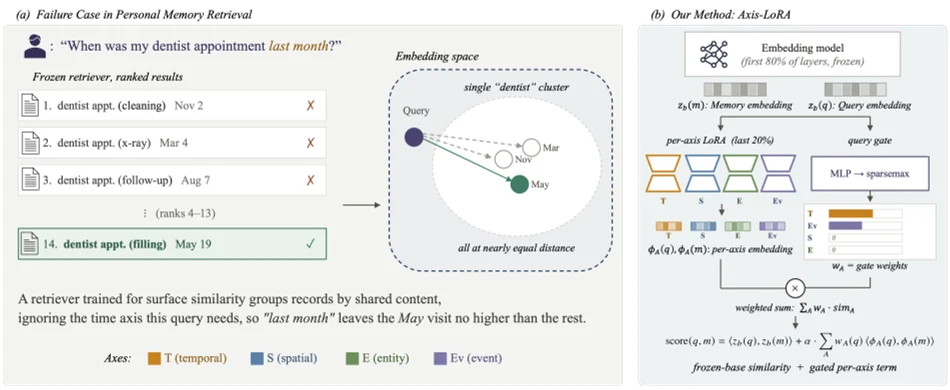 (a) Failure Case in Personal Memory Retrieval
: “When was my dentist appointment last month?”
Frozen retriever, ranked results
1. dentist appt. (cleaning) Nov 2 ✗
2. dentist appt. (x-ray) Mar 4 ✗
3. dentist appt. (follow-up) Aug 7 ✗
⋮ (ranks 4–13)
14. dentist appt. (filling) May 19 ✓
Embedding space
single “dentist” cluster
Query
Mar
Nov
May
all at nearly equal distance
A retriever trained for surface similarity groups records by shared content,
ignoring the time axis this query needs, so "last month" leaves the May visit no higher than the rest.
Axes: T (temporal) S (spatial) E (entity) Ev (event)
(b) Our Method: Axis-LoRA
Embedding model
(first 80% of layers, frozen)
z_b(m): Memory embedding z_b(q): Query embedding
per-axis LoRA (last 20%) query gate
MLP → sparsemax
T S E Ev
T
Ev
S 0
E 0
T S E Ev
ϕ_A(q), ϕ_A(m): per-axis embedding
w_A = gate weights
×
weighted sum: ∑_A w_A · sim_A
score(q, m) = ⟨z_b(q), z_b(m)⟩ + α · ∑_A w_A(q) ⟨ϕ_A(q), ϕ_A(m)⟩
frozen-base similarity + gated per-axis term